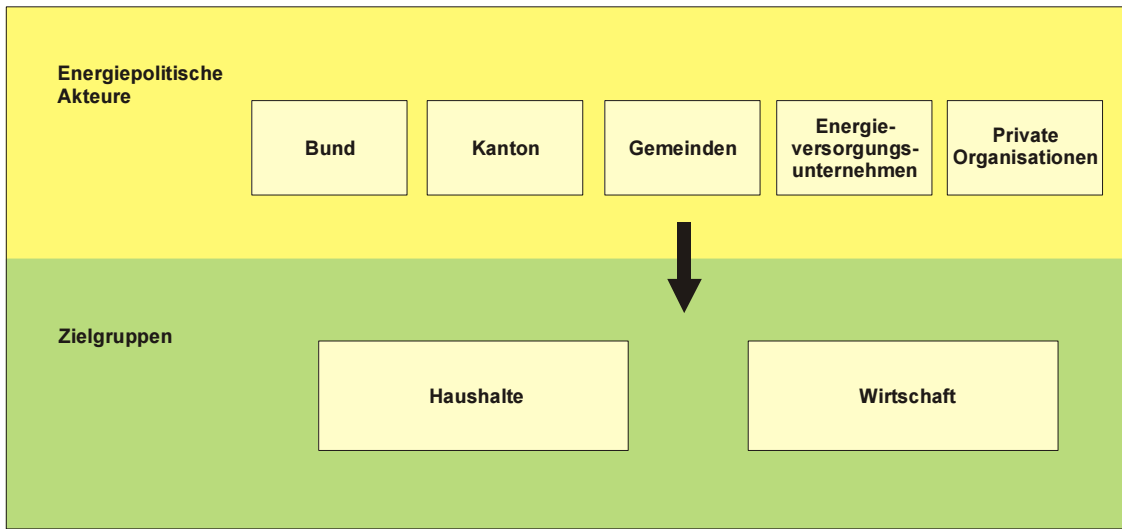 Energiepolitische
Akteure
Bund
Kanton
Gemeinden
Energie-
versorgungs-
unternehmen
Private
Organisationen
Zielgruppen
Haushalte
Wirtschaft